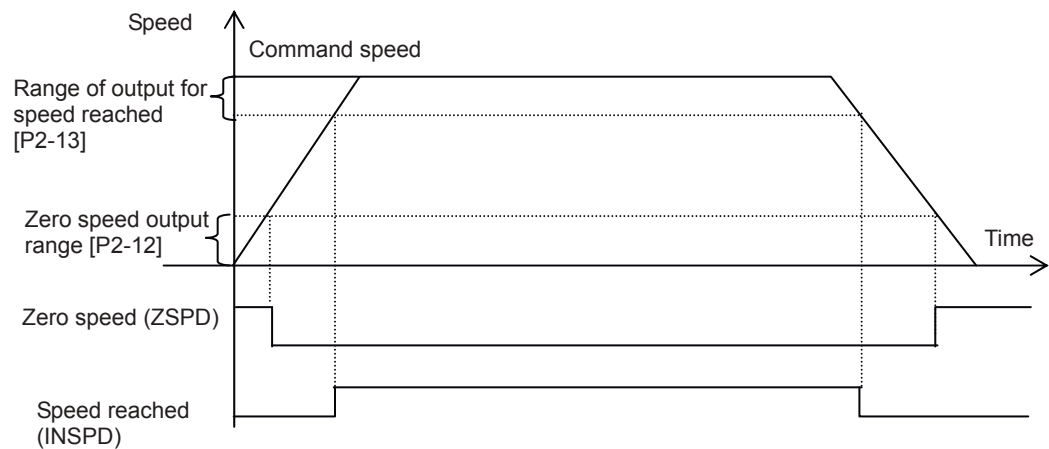 Speed
Command speed
Range of output for
speed reached
[P2-13]
Zero speed output
range [P2-12]
Time
Zero speed (ZSPD)
Speed reached
(INSPD)